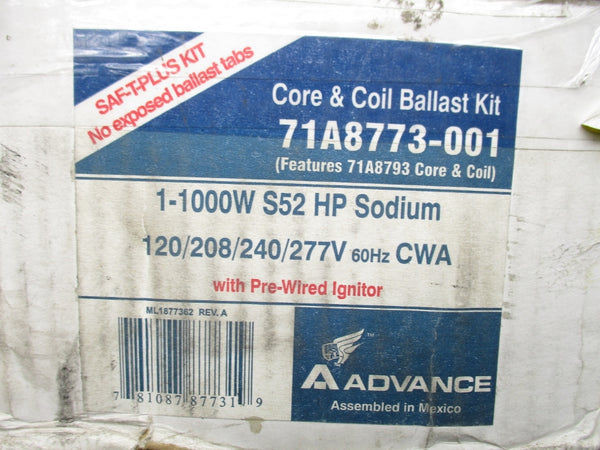 SAF-T-PLUS KIT
No exposed ballast tabs
Core & Coil Ballast Kit
71A8773-001
(Features 71A8793 Core & Coil)
1-1000W S52 HP Sodium
120/208/240/277V 60Hz CWA
with Pre-Wired Ignitor
ML1877362 REV. A
7 81087 87731 9
TM
ADVANCE
Assembled in Mexico